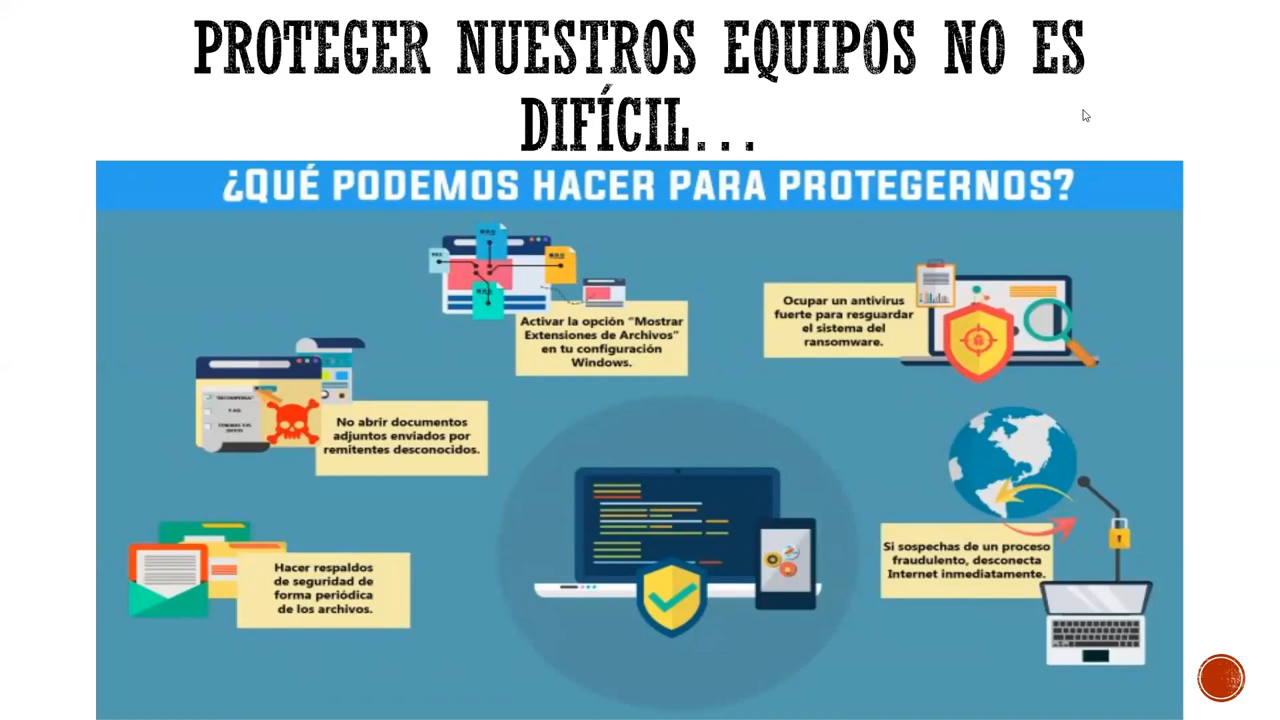 PROTEGER NUESTROS EQUIPOS NO ES
DIFÍCIL...
¿QUÉ PODEMOS HACER PARA PROTEGERNOS?
Activar la opción “Mostrar
Extensiones de Archivos”
en tu configuración
Windows.
Ocupar un antivirus
fuerte para resguardar
el sistema del
ransomware.
No abrir documentos
adjuntos enviados por
remitentes desconocidos.
Si sospechas de un proceso
fraudulento, desconecta
Internet inmediatamente.
Hacer respaldos
de seguridad de
forma periódica
de los archivos.